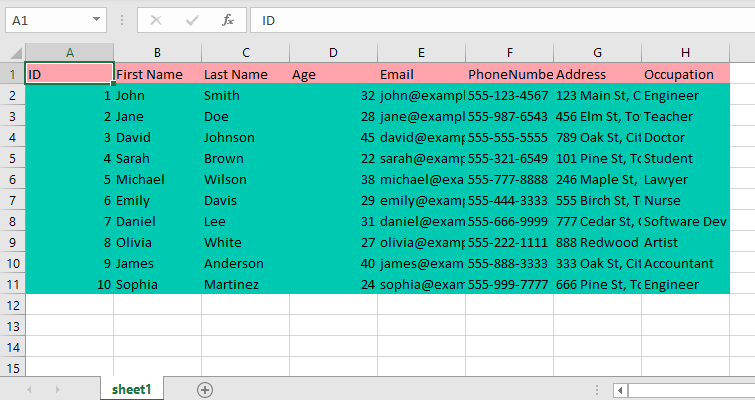 A1 fx ID
A B C D E F G H
1 ID First Name Last Name Age Email PhoneNumbe Address Occupation
2 1 John Smith 32 john@exampl 555-123-4567 123 Main St, C Engineer
3 2 Jane Doe 28 jane@exampl 555-987-6543 456 Elm St, To Teacher
4 3 David Johnson 45 david@examp 555-555-5555 789 Oak St, Cit Doctor
5 4 Sarah Brown 22 sarah@examp 555-321-6549 101 Pine St, To Student
6 5 Michael Wilson 38 michael@exa 555-777-8888 246 Maple St, Lawyer
7 6 Emily Davis 29 emily@examp 555-444-3333 555 Birch St, T Nurse
8 7 Daniel Lee 31 daniel@exam 555-666-9999 777 Cedar St, Software Dev
9 8 Olivia White 27 olivia@examp 555-222-1111 888 Redwood Artist
10 9 James Anderson 40 james@exam 555-888-3333 333 Oak St, Cit Accountant
11 10 Sophia Martinez 24 sophia@exam 555-999-7777 666 Pine St, To Engineer
12
13
14
15
sheet1